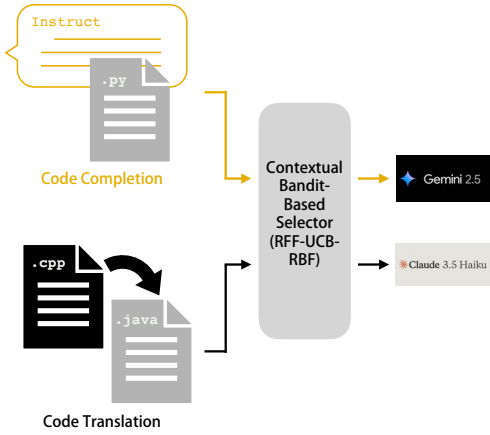 Instruct
.py
Code Completion
.cpp
.java
Code Translation
Contextual
Bandit-
Based
Selector
(RFF-UCB-
RBF)
Gemini 2.5
Claude 3.5 Haiku